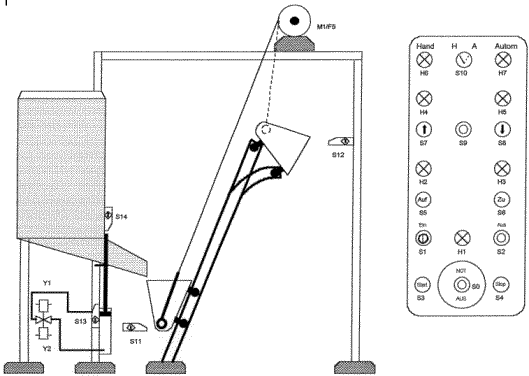 M1/F5
S12
S14
Y1
S13
Y2
S11
Hand H A Autom
H6 S10 H7
H4 H5
S7 S9 S8
H2 H3
Auf Zu
S5 S6
Ein Aus
S1 H1 S2
NOT
Start S0 Stop
S3 AUS S4